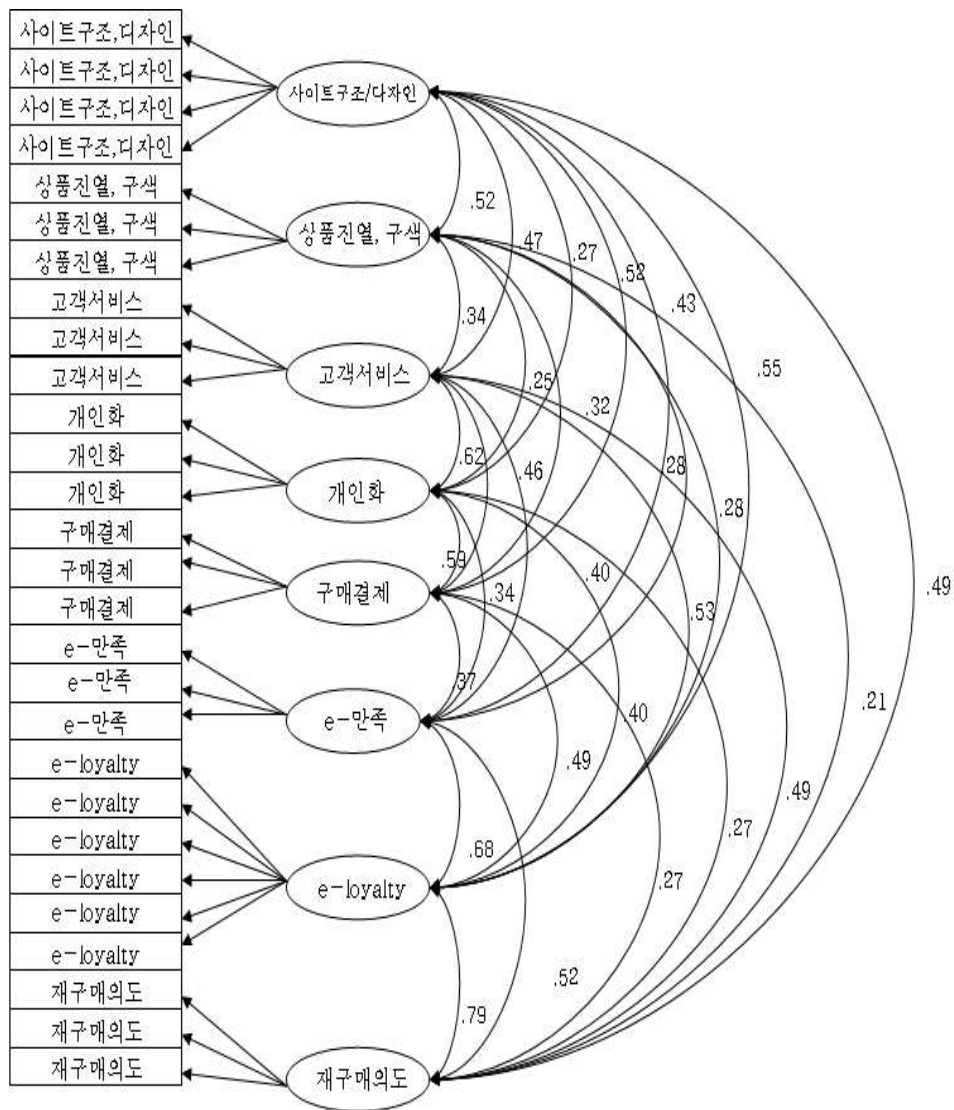 사이트구조,디자인
사이트구조,디자인
사이트구조,디자인
사이트구조,디자인
상품진열, 구색
상품진열, 구색
상품진열, 구색
고객서비스
고객서비스
고객서비스
개인화
개인화
개인화
구매결제
구매결제
구매결제
e-만족
e-만족
e-만족
e-loyalty
e-loyalty
e-loyalty
e-loyalty
e-loyalty
e-loyalty
재구매의도
재구매의도
재구매의도
사이트구조/다자인
상품진열, 구색
고객서비스
개인화
구매결제
e-만족
e-loyalty
재구매의도
.52
.47
.27
.52
.43
.34
.55
.25
.32
.62
.46
.28
.28
.59
.34
.40
.53
.49
.37
.40
.21
.49
.49
.68
.27
.27
.52
.79